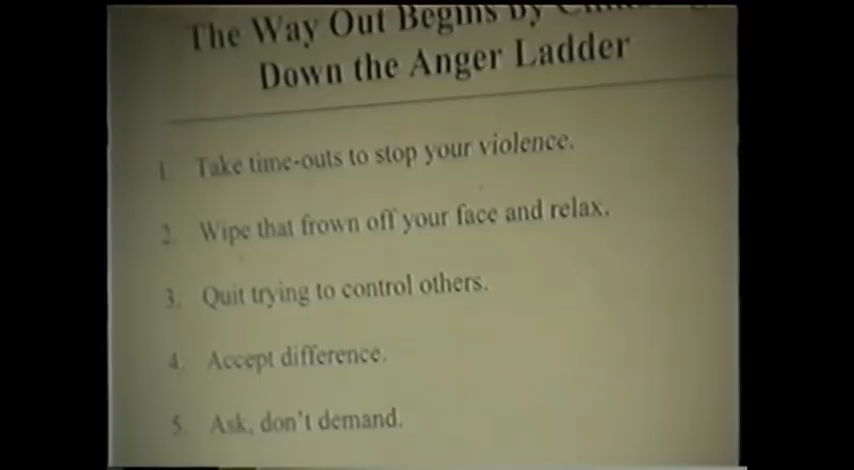 The Way Out Begins by
Down the Anger Ladder
1. Take time-outs to stop your violence.
2. Wipe that frown off your face and relax.
3. Quit trying to control others.
4. Accept difference.
5. Ask, don't demand.